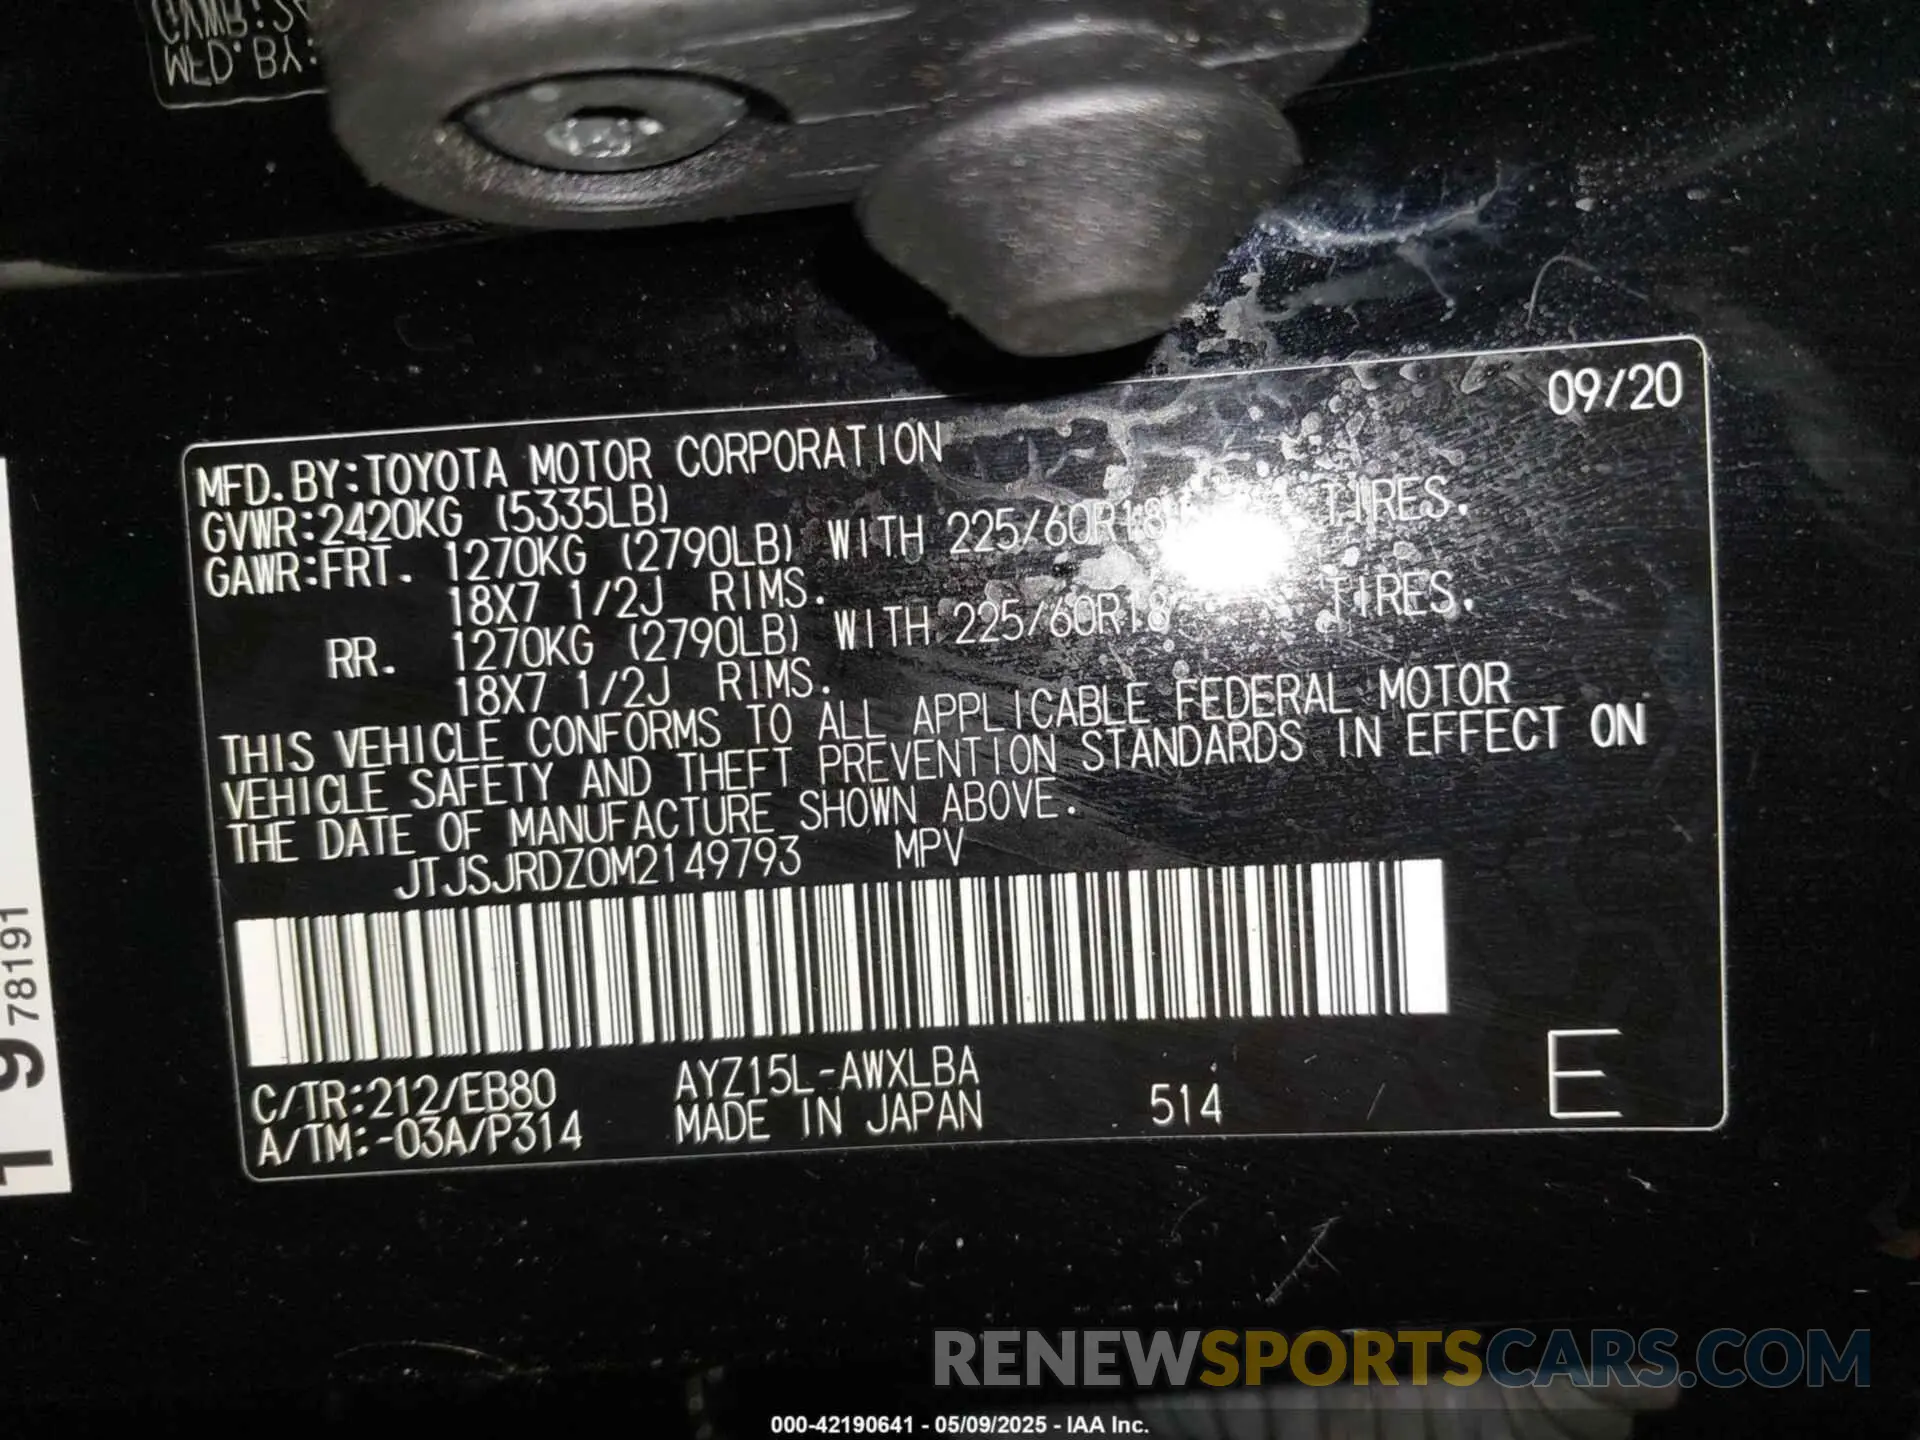 MFD. BY:
09/20
MFD. BY:TOYOTA MOTOR CORPORATION
GVWR:2420KG (5335LB)
GAWR:FRT. 1270KG (2790LB) WITH 225/60R18 TIRES.
18X7 1/2J RIMS.
RR. 1270KG (2790LB) WITH 225/60R18 TIRES.
18X7 1/2J RIMS.
THIS VEHICLE CONFORMS TO ALL APPLICABLE FEDERAL MOTOR
VEHICLE SAFETY AND THEFT PREVENTION STANDARDS IN EFFECT ON
THE DATE OF MANUFACTURE SHOWN ABOVE.
JTJSJRDZ0M2149793 MPV
C/TR:212/EB80 AYZ15L-AWXLBA
A/TM:-03A/P314 MADE IN JAPAN 514 E
78191
RENEWSPORTSCARS.COM
000-42190641 - 05/09/2025 - IAA Inc.